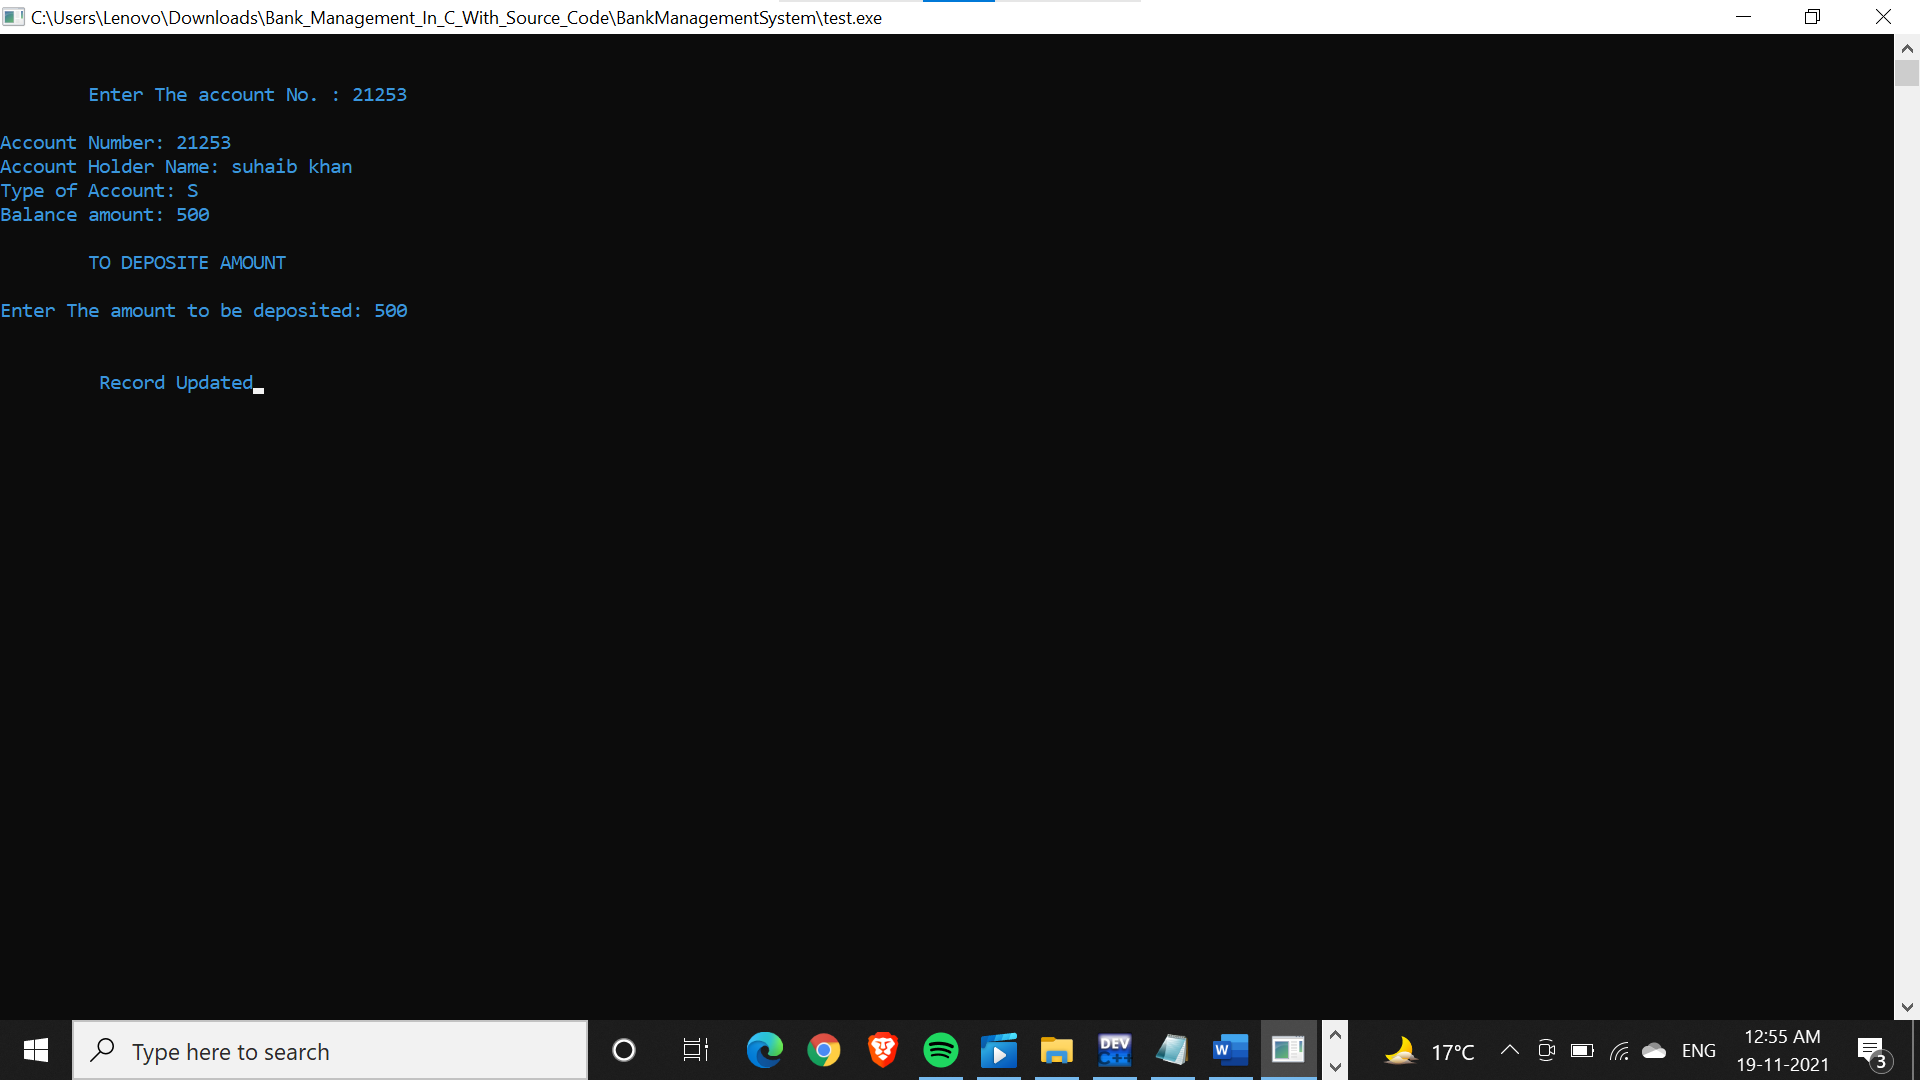 C:\Users\Lenovo\Downloads\Bank_Management_In_C_With_Source_Code\BankManagementSystem\test.exe
Enter The account No. : 21253
Account Number: 21253
Account Holder Name: suhaib khan
Type of Account: S
Balance amount: 500
TO DEPOSITE AMOUNT
Enter The amount to be deposited: 500
Record Updated
Type here to search
DEV
C++
W
17°C
ENG
12:55 AM
19-11-2021
3